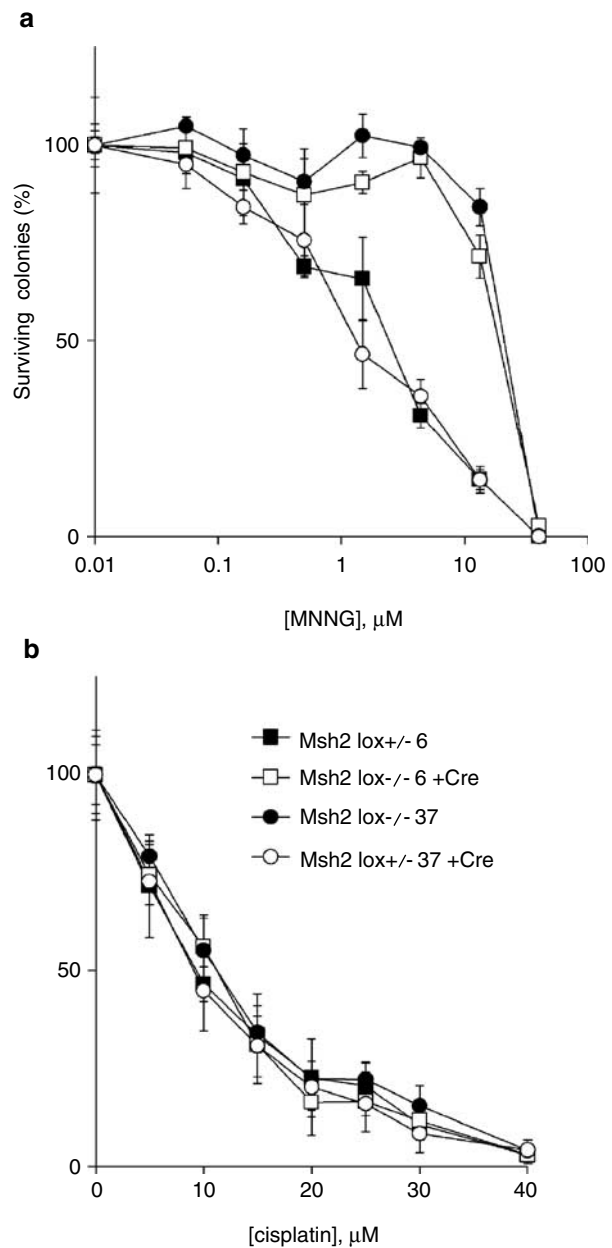 a
Surviving colonies (%)
100
50
0
0.01 0.1 1 10 100
[MNNG], μM
b
Msh2 lox+/- 6
Msh2 lox-/- 6 +Cre
Msh2 lox-/- 37
Msh2 lox+/- 37 +Cre
100
50
0
0 10 20 30 40
[cisplatin], μM